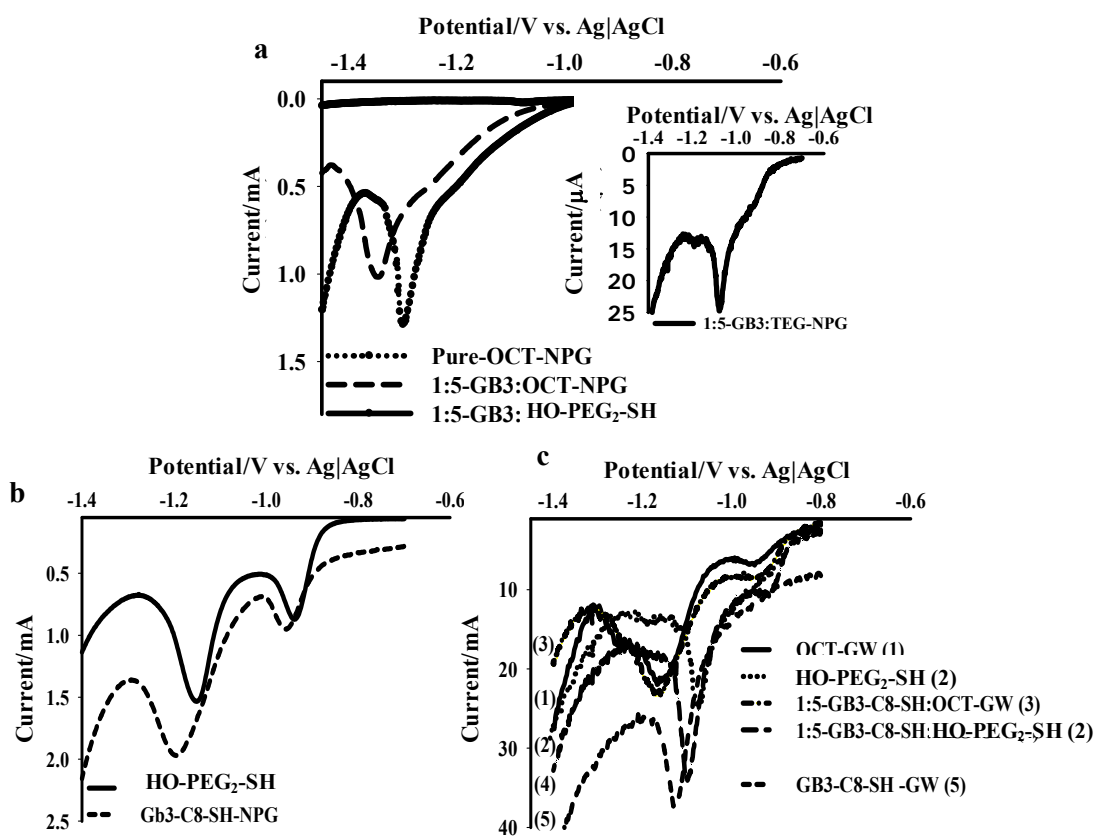 Potential/V vs. Ag|AgCl
a
-1.4 -1.2 -1.0 -0.8 -0.6
0.0
0.5
1.0
1.5
Current/mA
Pure-OCT-NPG
1:5-GB3:OCT-NPG
1:5-GB3: HO-PEG₂-SH
Potential/V vs. Ag|AgCl
-1.4 -1.2 -1.0 -0.8 -0.6
0
5
10
15
20
25
Current/µA
1:5-GB3:TEG-NPG
b
Potential/V vs. Ag|AgCl
-1.4 -1.2 -1.0 -0.8 -0.6
0.5
1.0
1.5
2.0
2.5
Current/mA
HO-PEG₂-SH
Gb3-C8-SH-NPG
c
Potential/V vs. Ag|AgCl
-1.4 -1.2 -1.0 -0.8 -0.6
10
20
30
40
Current/mA
(3)
(1)
(2)
(4)
(5)
OCT-GW (1)
HO-PEG₂-SH (2)
1:5-GB3-C8-SH:OCT-GW (3)
1:5-GB3-C8-SH:HO-PEG₂-SH (2)
GB3-C8-SH -GW (5)